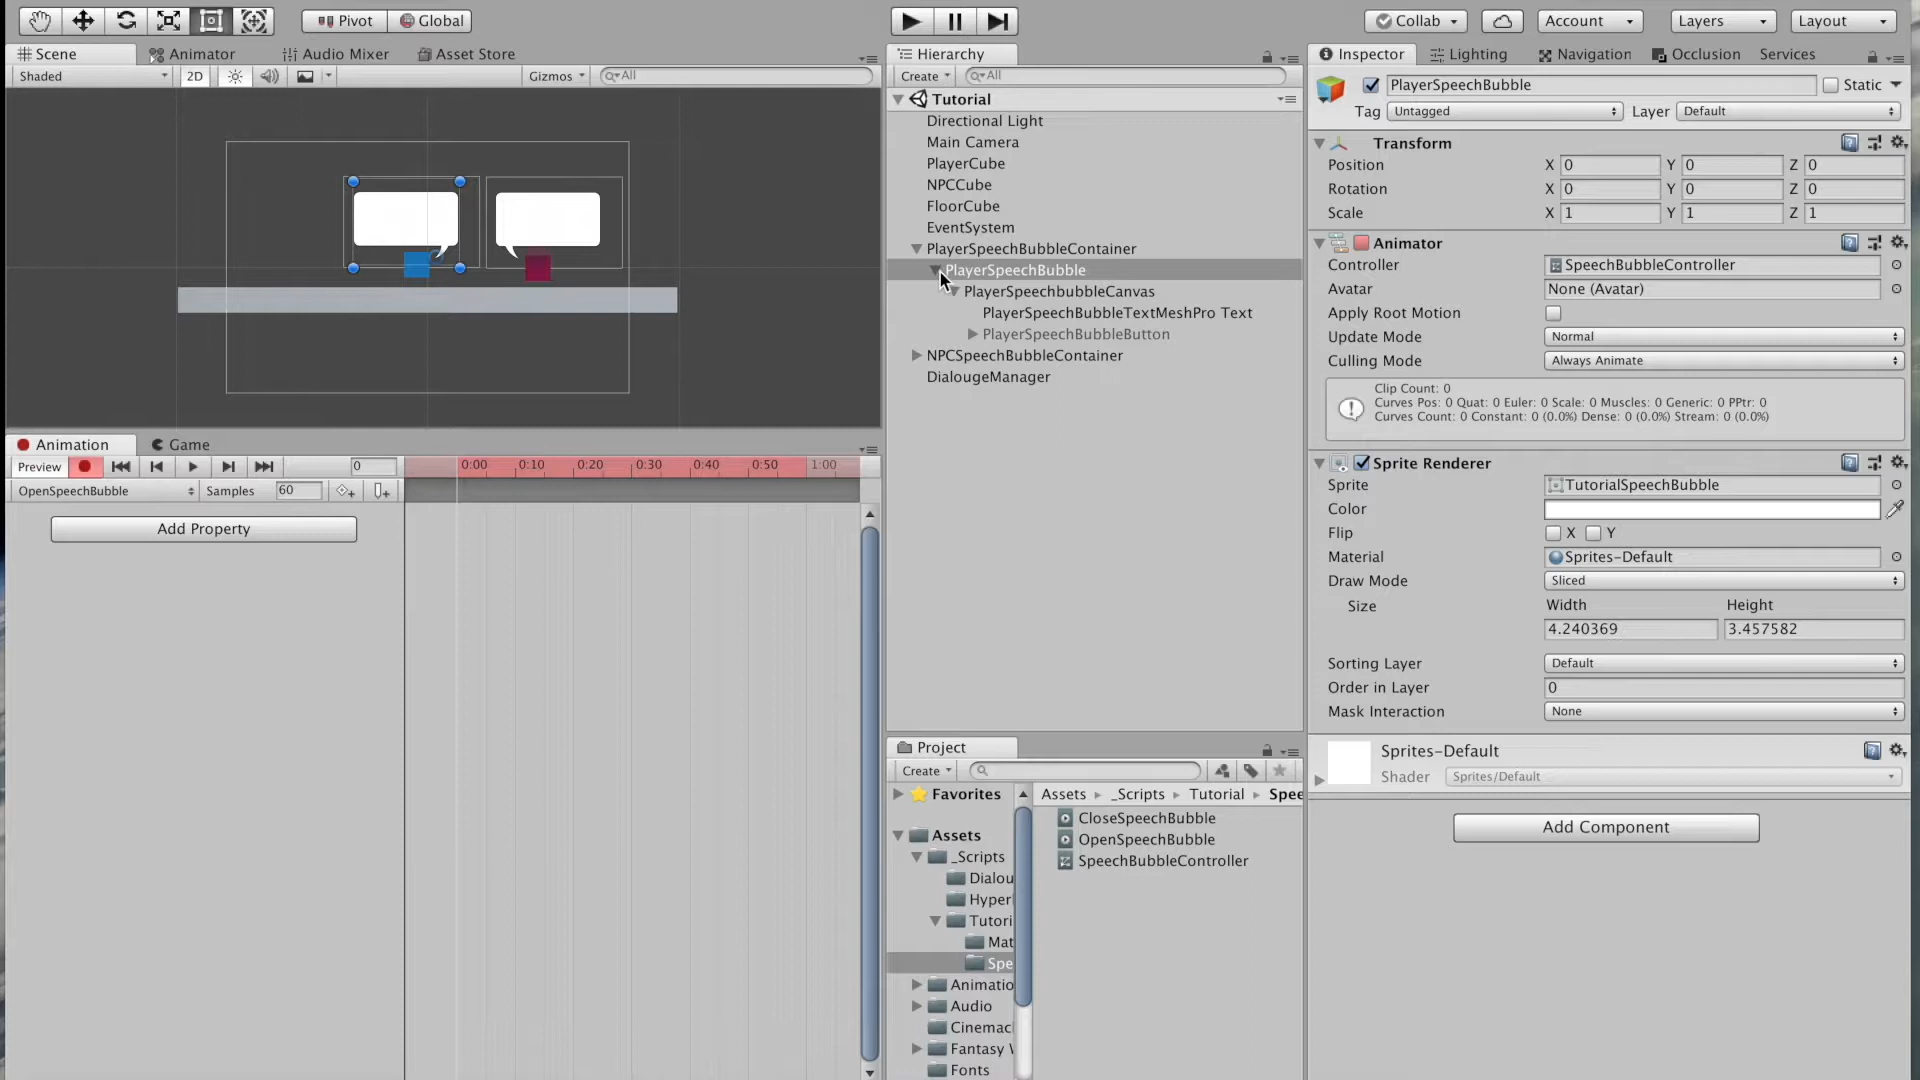 Pivot Global Collab Account Layers Layout
Scene Animator Audio Mixer Asset Store
Shaded 2D Gizmos All
Animation Game
Preview 0 0:00 0:10 0:20 0:30 0:40 0:50 1:00
OpenSpeechBubble Samples 60
Add Property
Hierarchy
Create All
Tutorial
Directional Light
Main Camera
PlayerCube
NPCCube
FloorCube
EventSystem
PlayerSpeechBubbleContainer
PlayerSpeechBubble
PlayerSpeechbubbleCanvas
PlayerSpeechBubbleTextMeshPro Text
PlayerSpeechBubbleButton
NPCSpeechBubbleContainer
DialougeManager
Project
Create
Favorites
Assets
_Scripts
Dialou
Hyperl
Tutori
Mat
Spe
Animatio
Audio
Cinemac
Fantasy
Fonts
Assets _Scripts Tutorial Spee
CloseSpeechBubble
OpenSpeechBubble
SpeechBubbleController
Inspector Lighting Navigation Occlusion Services
PlayerSpeechBubble Static
Tag Untagged Layer Default
Transform
Position X 0 Y 0 Z 0
Rotation X 0 Y 0 Z 0
Scale X 1 Y 1 Z 1
Animator
Controller SpeechBubbleController
Avatar None (Avatar)
Apply Root Motion
Update Mode Normal
Culling Mode Always Animate
Clip Count: 0
Curves Pos: 0 Quat: 0 Euler: 0 Scale: 0 Muscles: 0 Generic: 0 PPtr: 0
Curves Count: 0 Constant: 0 (0.0%) Dense: 0 (0.0%) Stream: 0 (0.0%)
Sprite Renderer
Sprite TutorialSpeechBubble
Color
Flip X Y
Material Sprites-Default
Draw Mode Sliced
Size Width Height
4.240369 3.457582
Sorting Layer Default
Order in Layer 0
Mask Interaction None
Sprites-Default
Shader Sprites/Default
Add Component